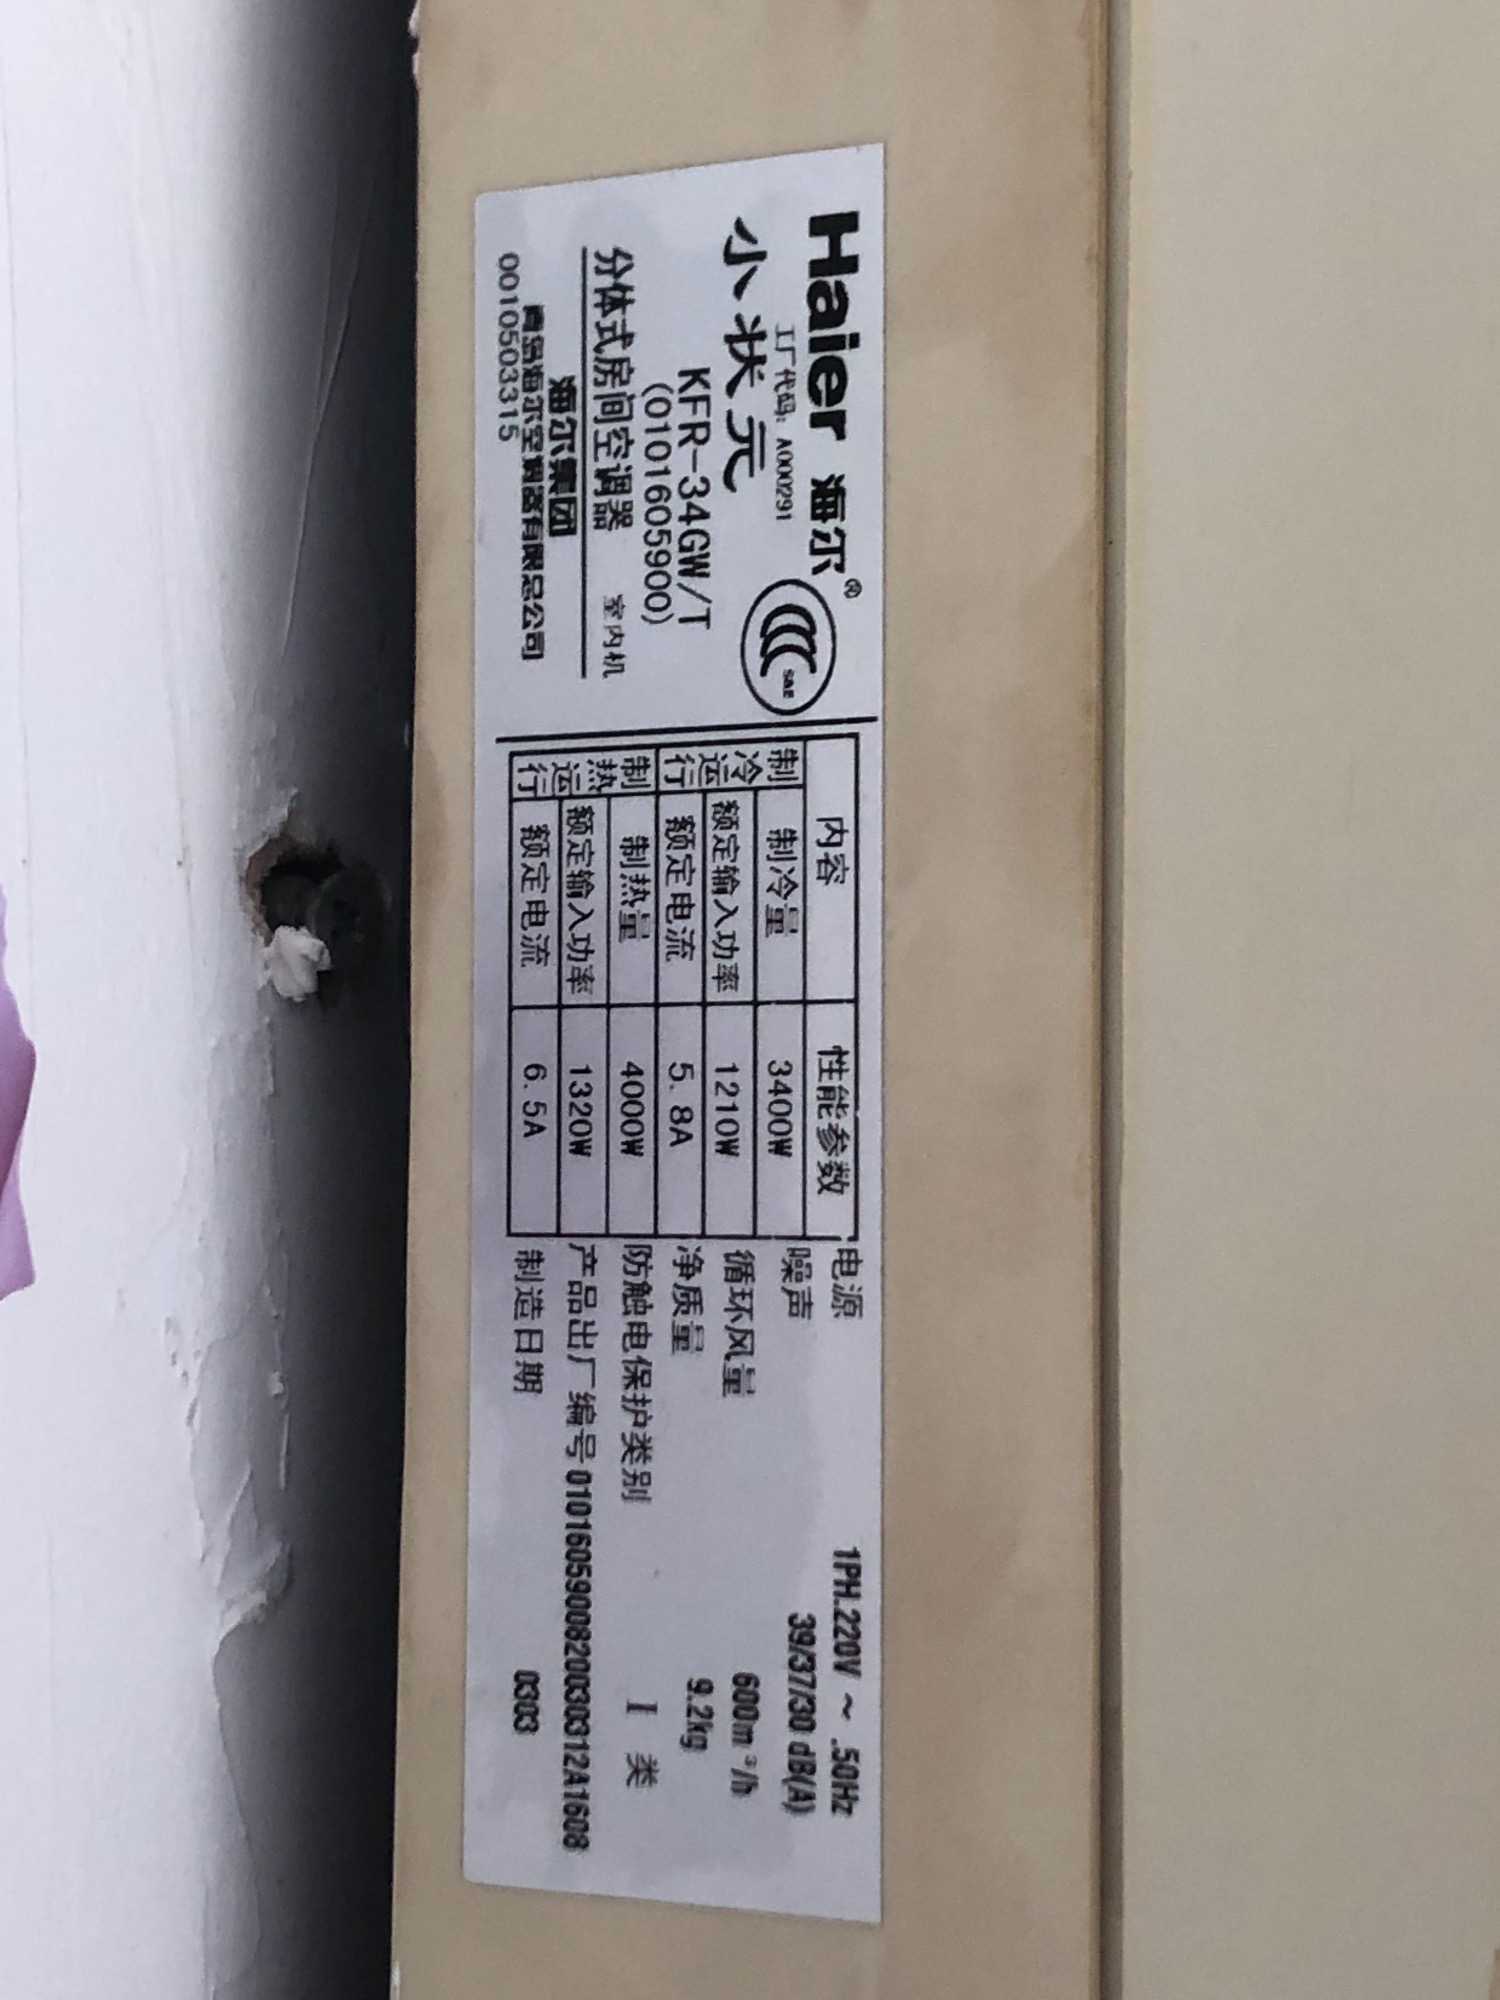 Haier 海尔®
工厂代码: A000291
小状元
KFR-34GW/T
(0101605900)
分体式房间空调器 室内机
海尔集团
青岛海尔空调器有限总公司
0010503315
内容 性能参数
制冷运行
制冷量 3400W
额定输入功率 1210W
额定电流 5.8A
制热运行
制热量 4000W
额定输入功率 1320W
额定电流 6.5A
电源 1PH.220V ~ .50Hz
噪声 39/37/30 dB(A)
循环风量 600m³/h
净质量 9.2kg
防触电保护类别 I 类
产品出厂编号 0101605900820030312A1608
制造日期 0303